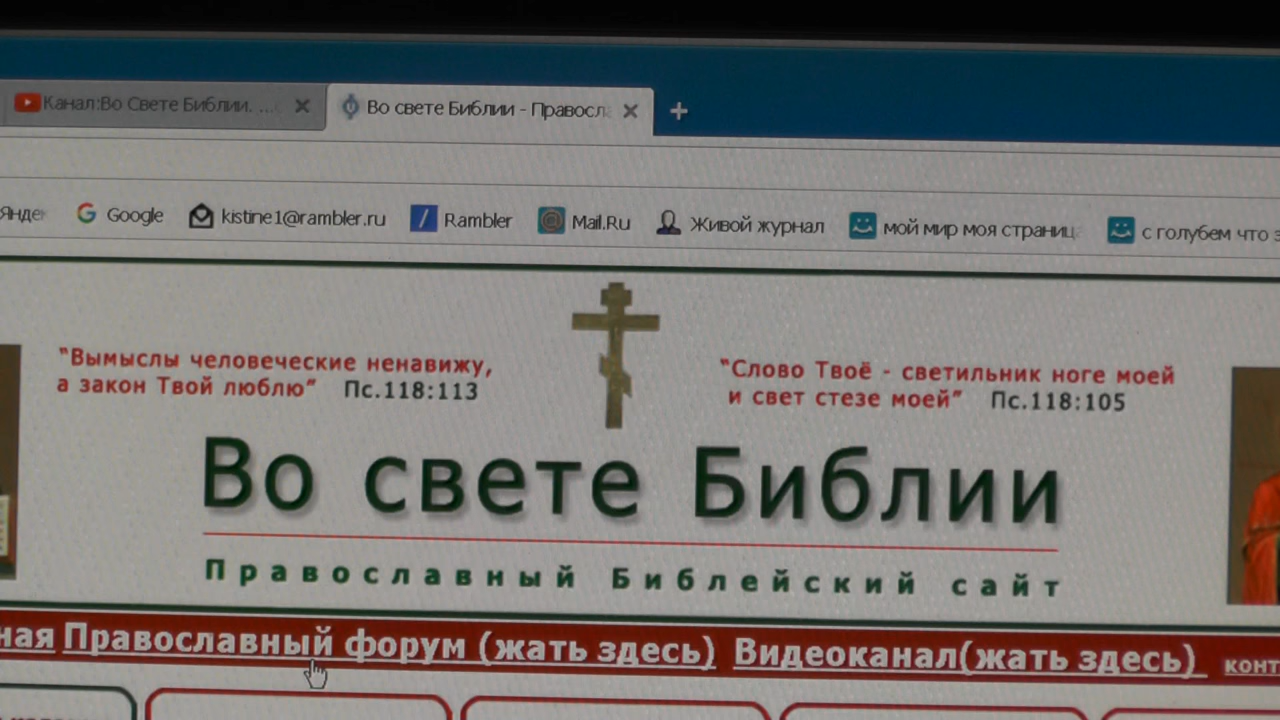 Канал:Во Свете Библии. ...
Во свете Библии - Правосл
Google
kistine1@rambler.ru
Rambler
Mail.Ru
Живой журнал
мой мир моя страниц
с голубем что
"Вымыслы человеческие ненавижу,
а закон Твой люблю" Пс.118:113
"Слово Твоё - светильник ноге моей
и свет стезе моей" Пс.118:105
Во свете Библии
Православный Библейский сайт
ная Православный форум (жать здесь) Видеоканал(жать здесь) конт